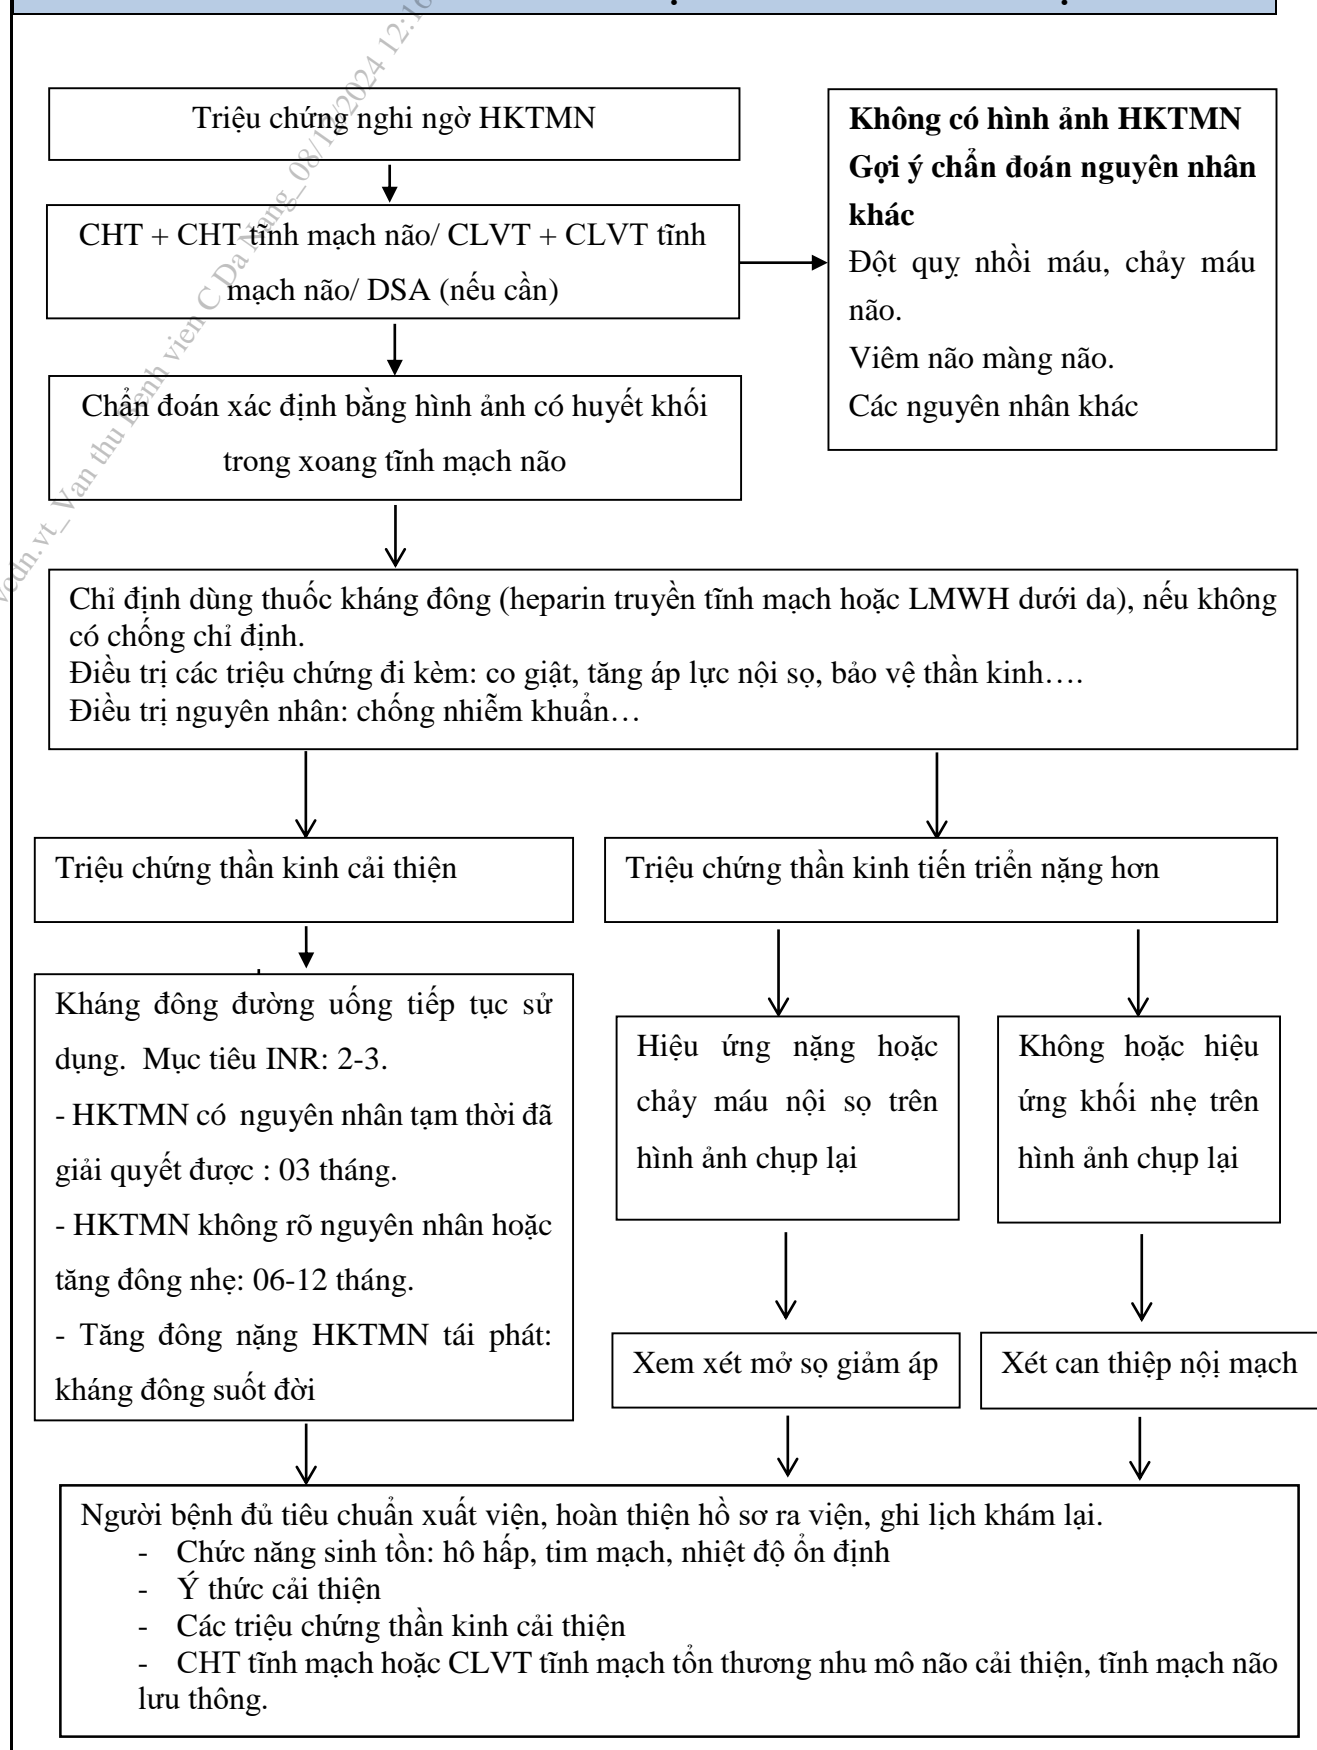 Triệu chứng nghi ngờ HKTMN
Không có hình ảnh HKTMN
Gợi ý chẩn đoán nguyên nhân
khác
Đột quỵ nhồi máu, chảy máu
não.
Viêm não màng não.
Các nguyên nhân khác
CHT + CHT tĩnh mạch não/ CLVT + CLVT tĩnh
mạch não/ DSA (nếu cần)
Chẩn đoán xác định bằng hình ảnh có huyết khối
trong xoang tĩnh mạch não
Chỉ định dùng thuốc kháng đông (heparin truyền tĩnh mạch hoặc LMWH dưới da), nếu không
có chống chỉ định.
Điều trị các triệu chứng đi kèm: co giật, tăng áp lực nội sọ, bảo vệ thần kinh….
Điều trị nguyên nhân: chống nhiễm khuẩn…
Triệu chứng thần kinh cải thiện
Triệu chứng thần kinh tiến triển nặng hơn
Kháng đông đường uống tiếp tục sử
dụng. Mục tiêu INR: 2-3.
- HKTMN có nguyên nhân tạm thời đã
giải quyết được : 03 tháng.
- HKTMN không rõ nguyên nhân hoặc
tăng đông nhẹ: 06-12 tháng.
- Tăng đông nặng HKTMN tái phát:
kháng đông suốt đời
Hiệu ứng nặng hoặc
chảy máu nội sọ trên
hình ảnh chụp lại
Không hoặc hiệu
ứng khối nhẹ trên
hình ảnh chụp lại
Xem xét mở sọ giảm áp
Xét can thiệp nội mạch
Người bệnh đủ tiêu chuẩn xuất viện, hoàn thiện hồ sơ ra viện, ghi lịch khám lại.
- Chức năng sinh tồn: hô hấp, tim mạch, nhiệt độ ổn định
- Ý thức cải thiện
- Các triệu chứng thần kinh cải thiện
- CHT tĩnh mạch hoặc CLVT tĩnh mạch tổn thương nhu mô não cải thiện, tĩnh mạch não
lưu thông.
vcdn.vt_Van thu Benh vien C Da Nang_08/